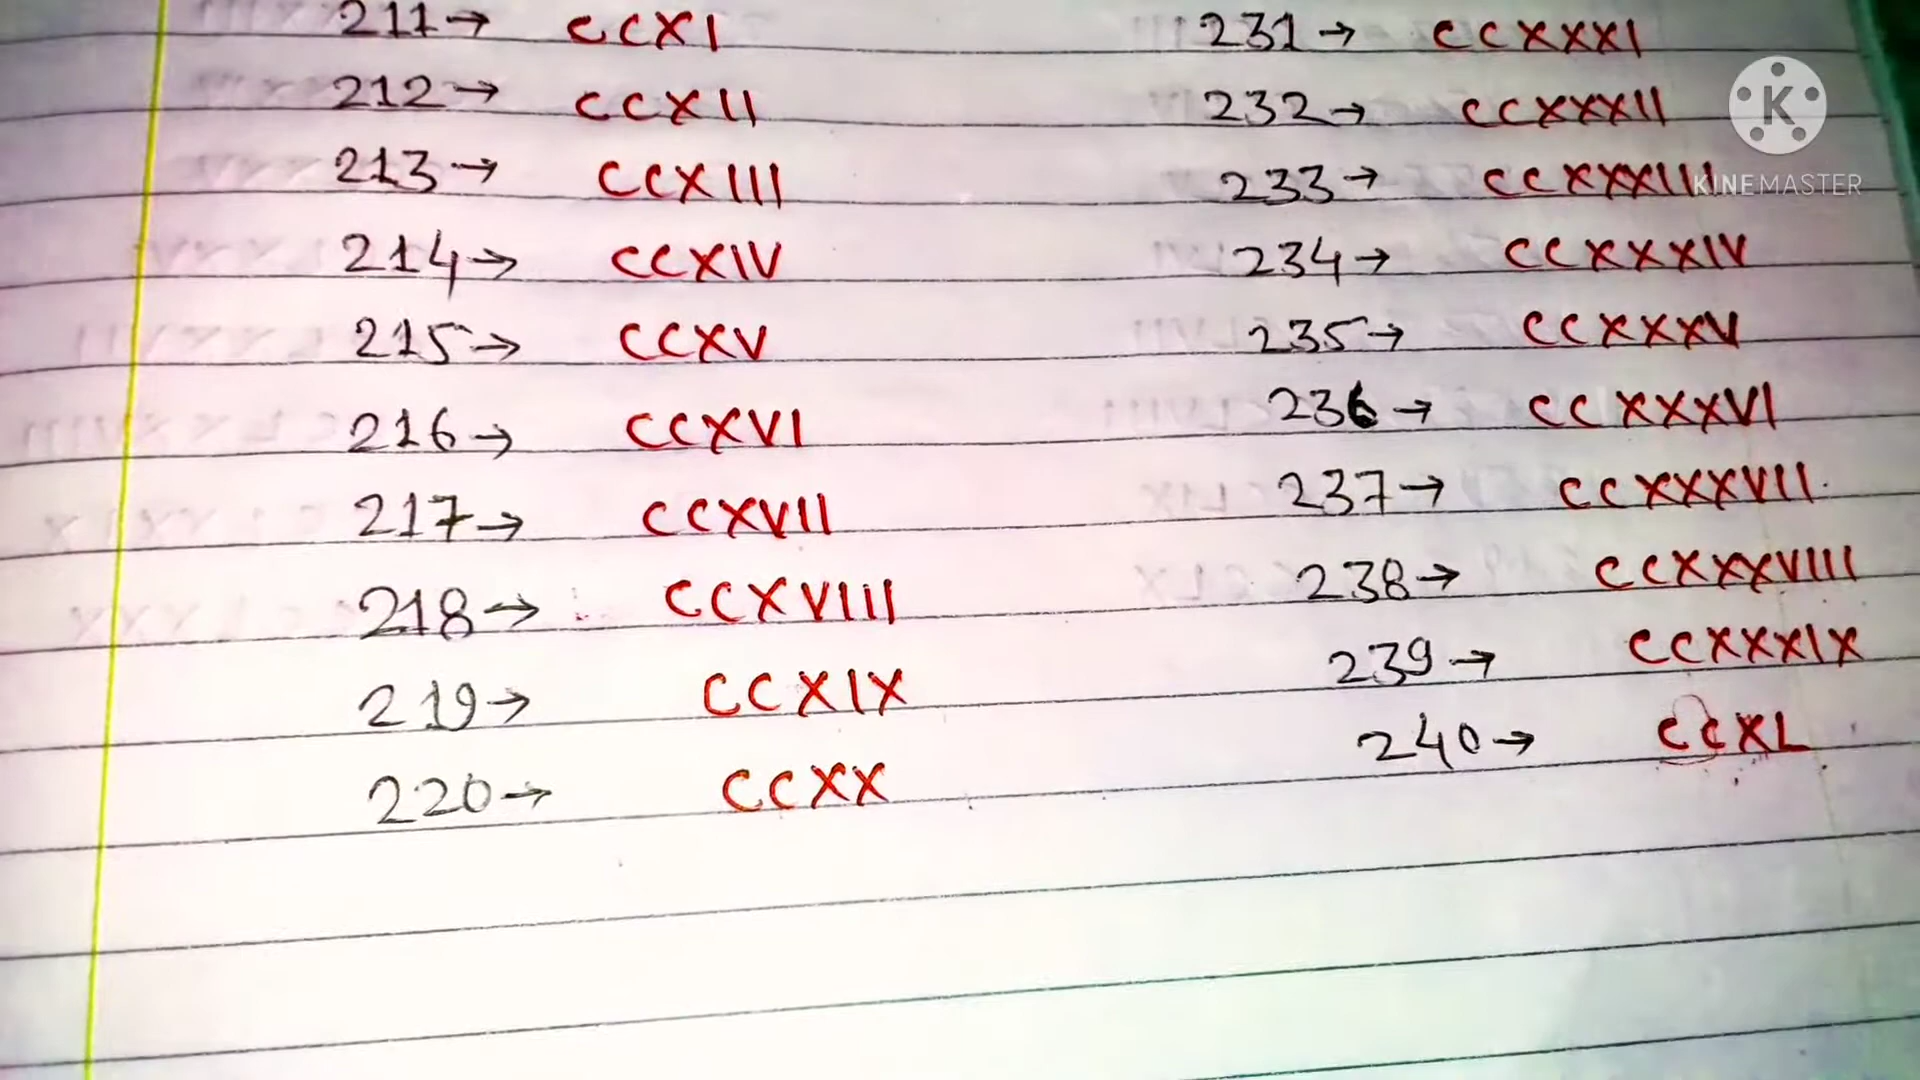 211→ CCXI
212→ CCXII
213→ CCXIII
214→ CCXIV
215→ CCXV
216→ CCXVI
217→ CCXVII
218→ CCXVIII
219→ CCXIX
220→ CCXX
231→ CCXXXI
232→ CCXXXII
233→ CCXXXIII
234→ CCXXXIV
235→ CCXXXV
236→ CCXXXVI
237→ CCXXXVII
238→ CCXXXVIII
239→ CCXXXIX
240→ CCXL
K
KINEMASTER